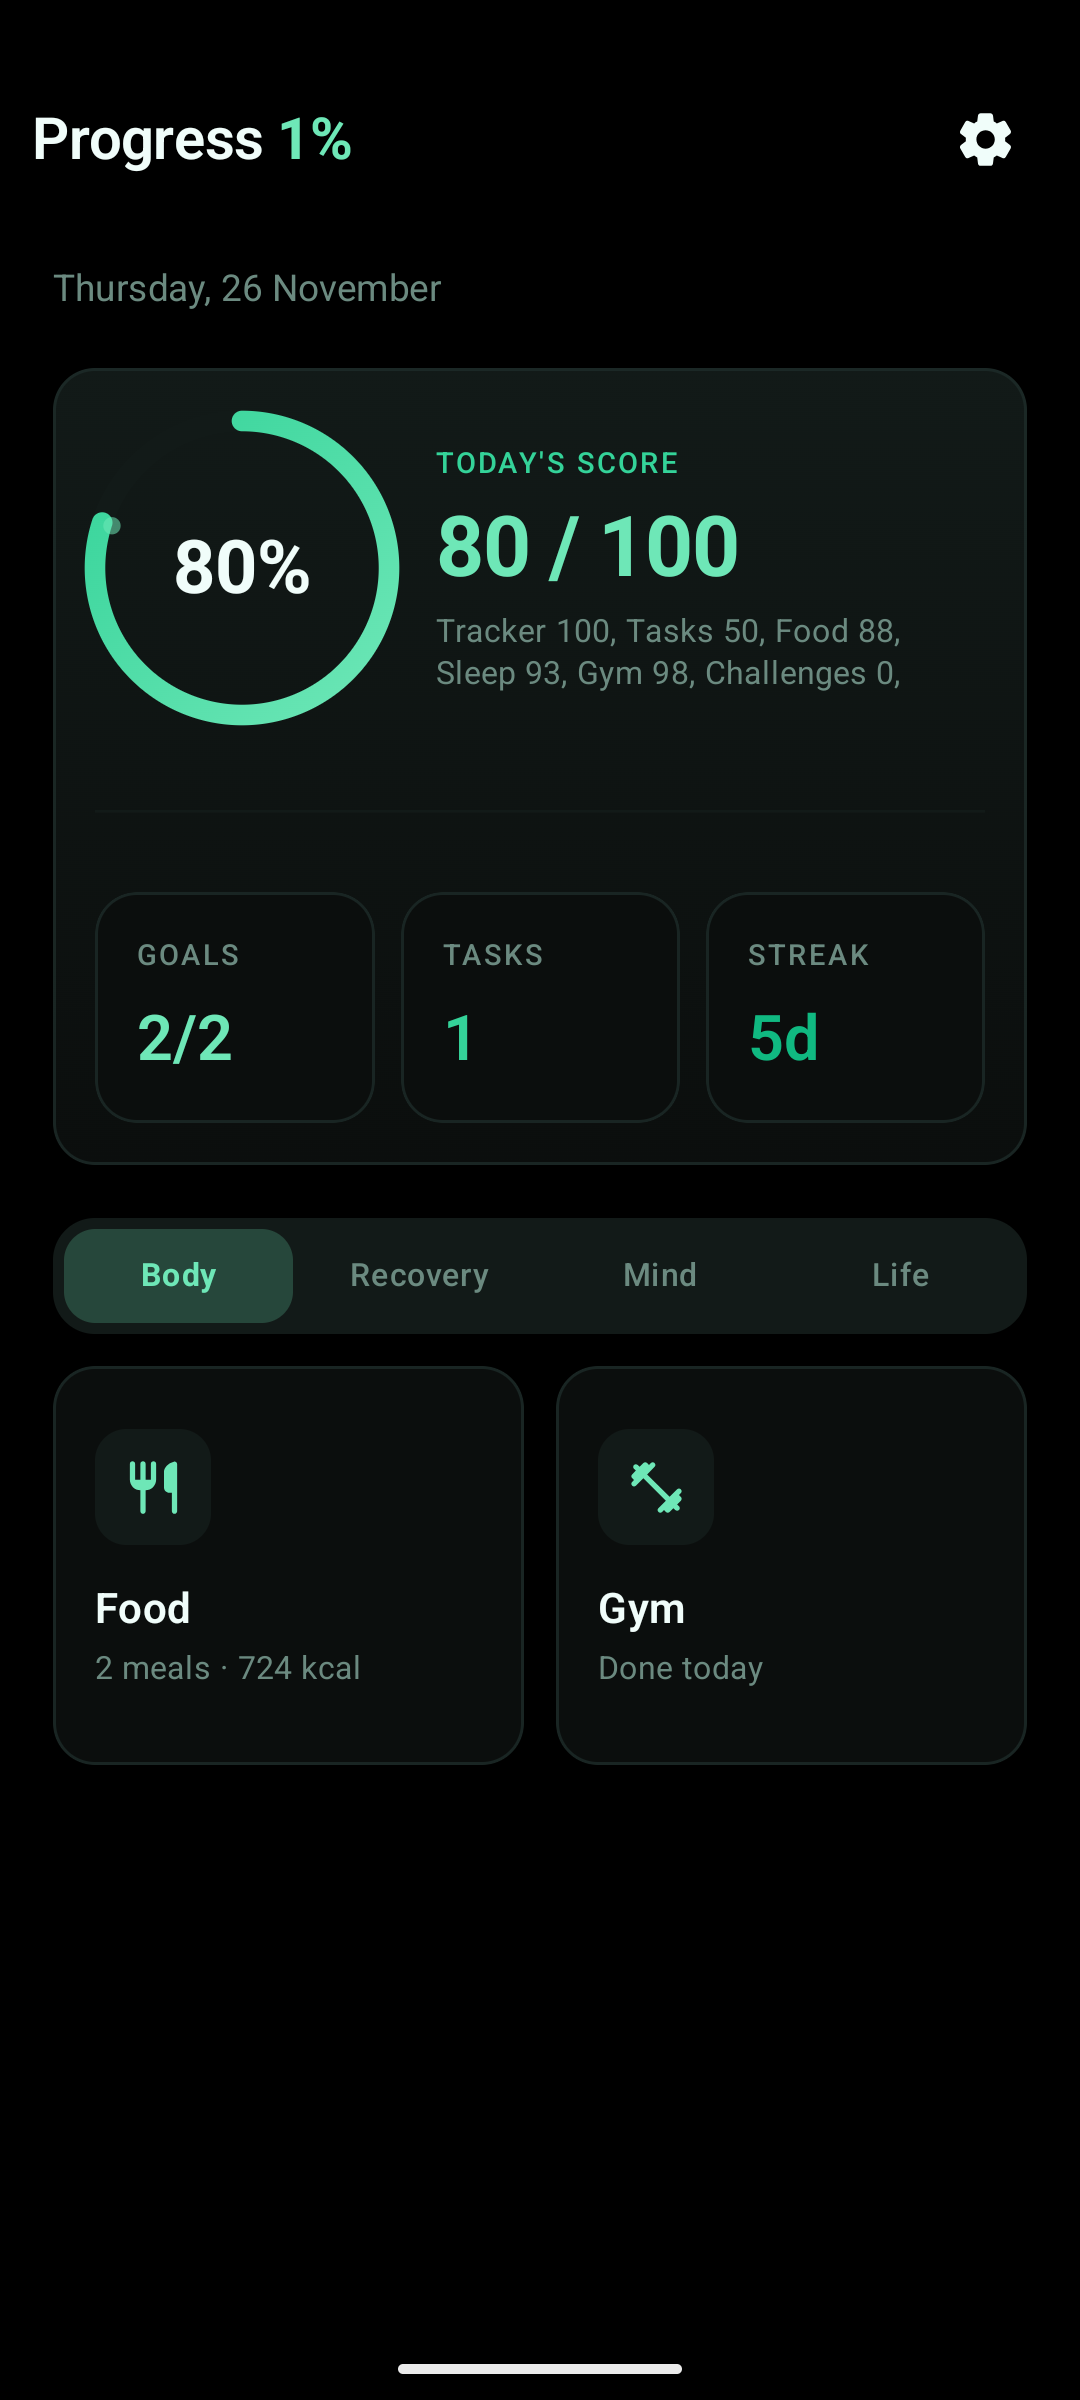 Progress 1%
Thursday, 26 November
80%
TODAY'S SCORE
80 / 100
Tracker 100, Tasks 50, Food 88,
Sleep 93, Gym 98, Challenges 0,
GOALS
2/2
TASKS
1
STREAK
5d
Body
Recovery
Mind
Life
Food
2 meals · 724 kcal
Gym
Done today